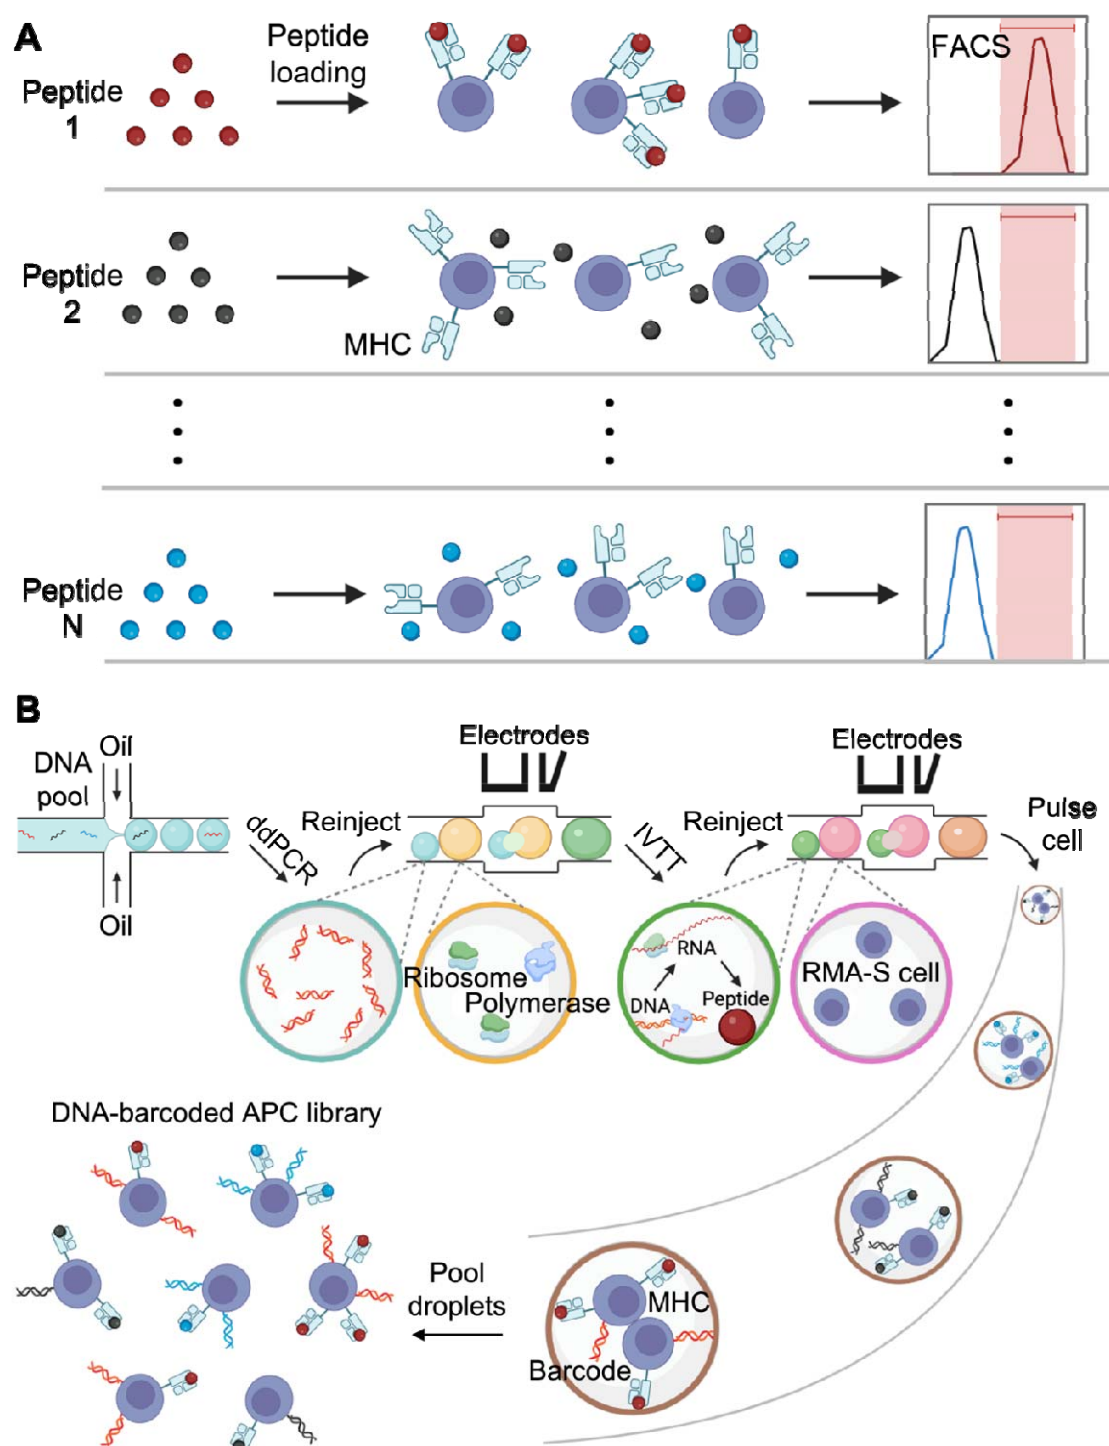 A
Peptide
1
Peptide
loading
FACS
Peptide
2
MHC
Peptide
N
B
DNA
pool
Oil
Oil
ddPCR
Reinject
Electrodes
IVTT
Reinject
Electrodes
Pulse
cell
Ribosome
Polymerase
RNA
DNA
Peptide
RMA-S cell
DNA-barcoded APC library
Pool
droplets
MHC
Barcode